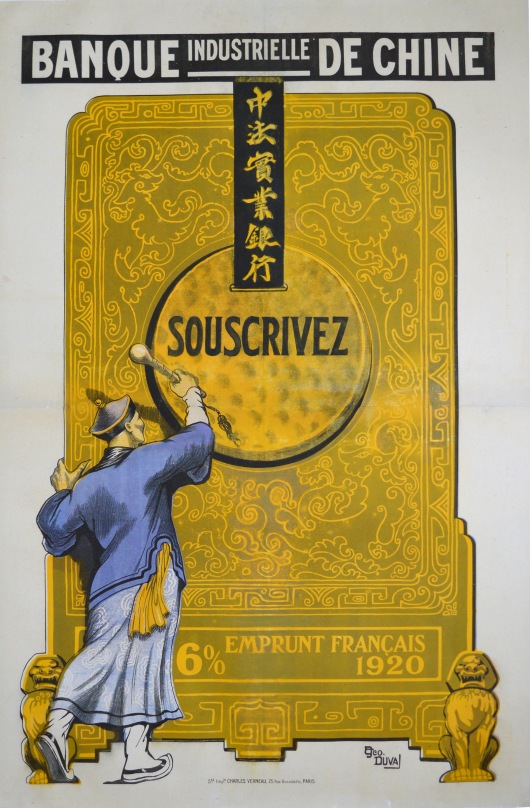 BANQUE INDUSTRIELLE DE CHINE
中法實業銀行
SOUSCRIVEZ
6% EMPRUNT FRANÇAIS
1920
Geo. DUVAL
CHARLES VERNEAU, PARIS.